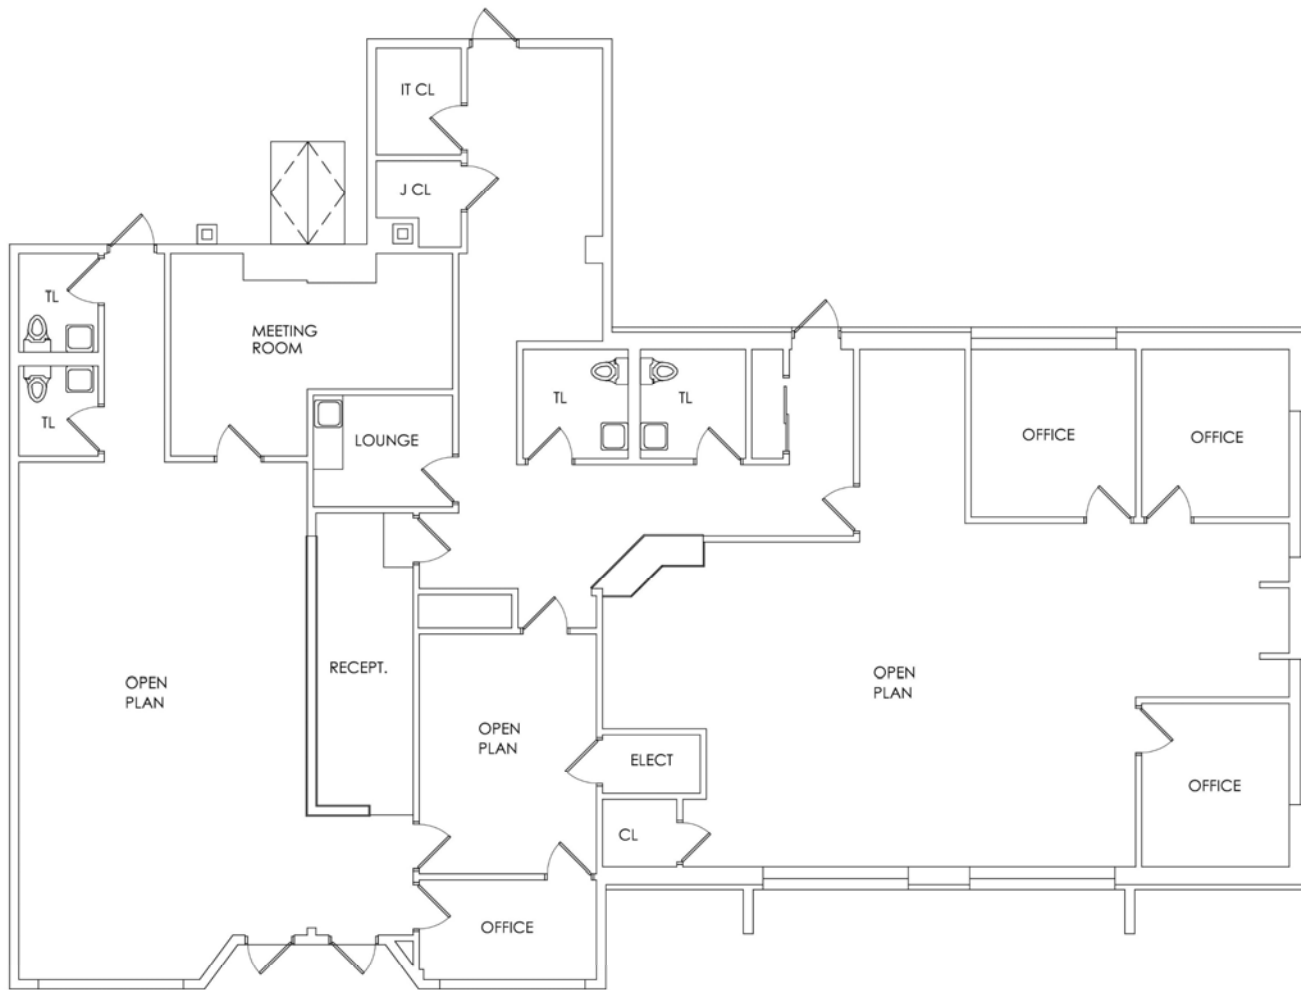 IT CL
J CL
TL
MEETING
ROOM
TL
LOUNGE
TL
TL
OFFICE
OFFICE
RECEPT.
OPEN
PLAN
OPEN
PLAN
OPEN
PLAN
ELECT
OFFICE
CL
OFFICE